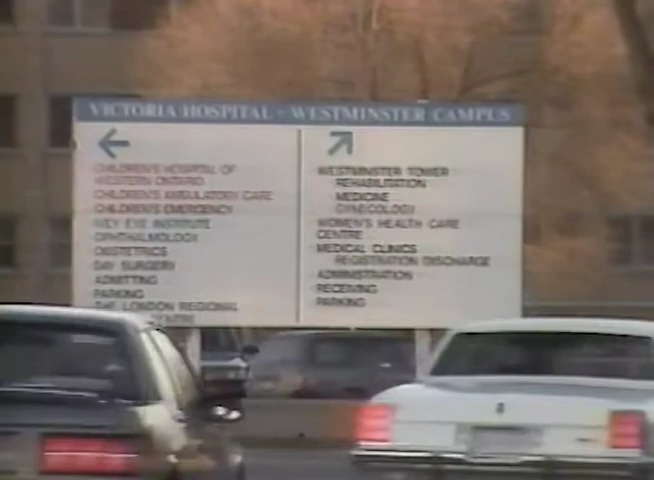 VICTORIA HOSPITAL - WESTMINSTER CAMPUS
CHILDREN'S HOSPITAL OF
WESTERN ONTARIO
CHILDREN'S AMBULATORY CARE
CHILDREN'S EMERGENCY
IVEY EYE INSTITUTE
OPHTHALMOLOGY
OBSTETRICS
DAY SURGERY
ADMITTING
PARKING
THE LONDON REGIONAL
CENTRE
WESTMINSTER TOWER
REHABILITATION
MEDICINE
GYNECOLOGY
WOMEN'S HEALTH CARE
CENTRE
MEDICAL CLINICS
REGISTRATION DISCHARGE
ADMINISTRATION
RECEIVING
PARKING